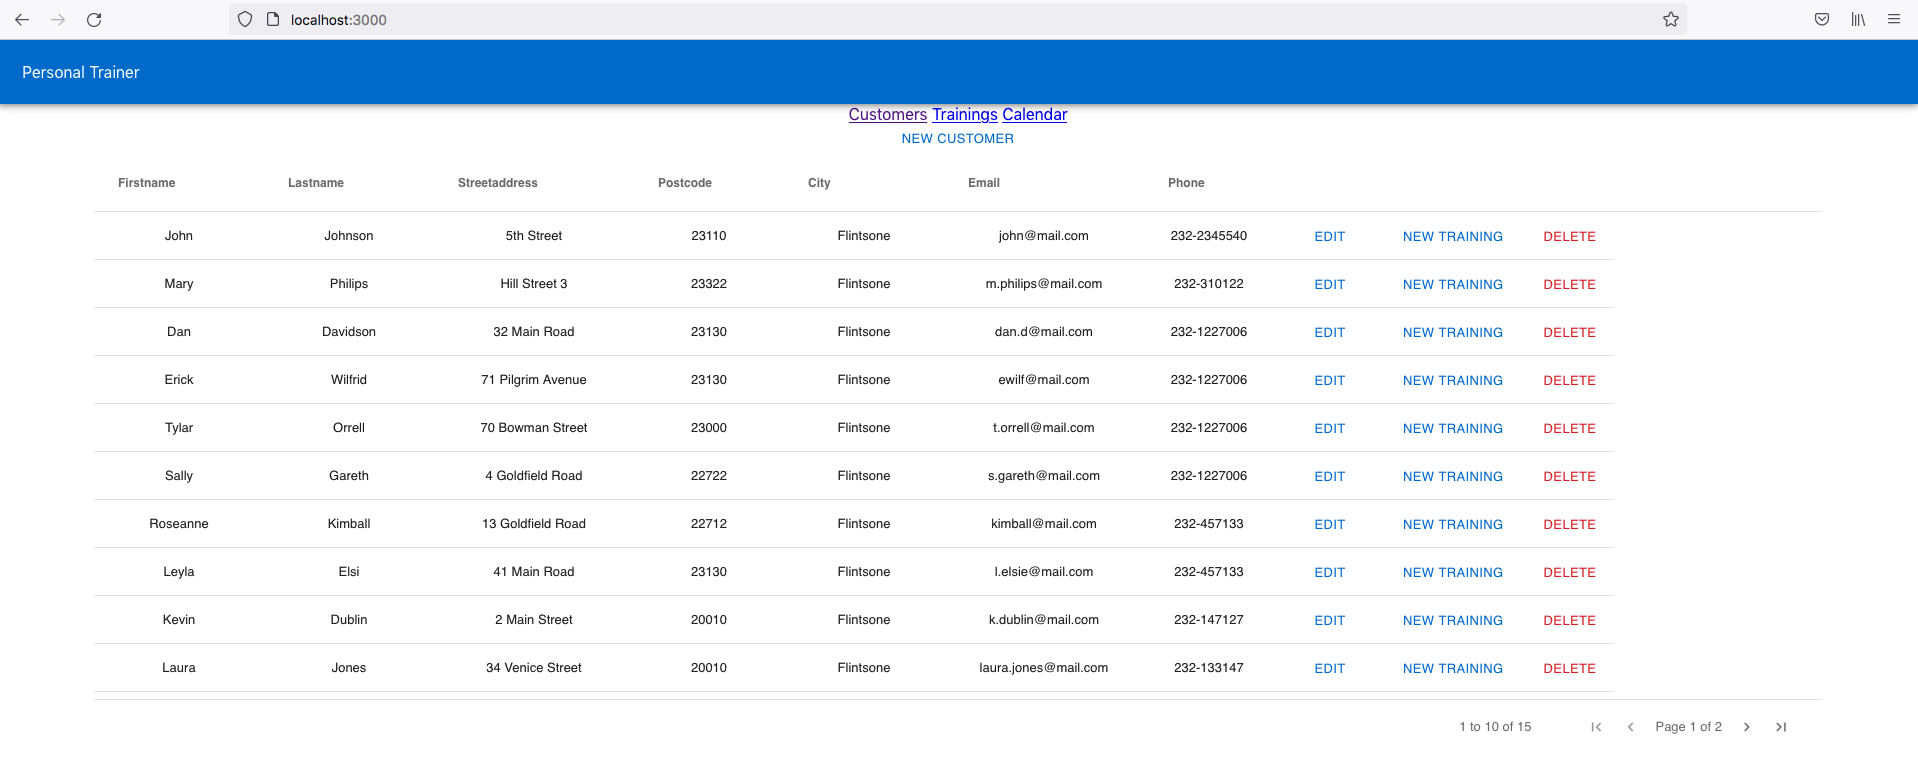 localhost:3000
Personal Trainer
Customers Trainings Calendar
NEW CUSTOMER
Firstname Lastname Streetaddress Postcode City Email Phone
John Johnson 5th Street 23110 Flintsone john@mail.com 232-2345540 EDIT NEW TRAINING DELETE
Mary Philips Hill Street 3 23322 Flintsone m.philips@mail.com 232-310122 EDIT NEW TRAINING DELETE
Dan Davidson 32 Main Road 23130 Flintsone dan.d@mail.com 232-1227006 EDIT NEW TRAINING DELETE
Erick Wilfrid 71 Pilgrim Avenue 23130 Flintsone ewilf@mail.com 232-1227006 EDIT NEW TRAINING DELETE
Tylar Orrell 70 Bowman Street 23000 Flintsone t.orrell@mail.com 232-1227006 EDIT NEW TRAINING DELETE
Sally Gareth 4 Goldfield Road 22722 Flintsone s.gareth@mail.com 232-1227006 EDIT NEW TRAINING DELETE
Roseanne Kimball 13 Goldfield Road 22712 Flintsone kimball@mail.com 232-457133 EDIT NEW TRAINING DELETE
Leyla Elsi 41 Main Road 23130 Flintsone l.elsie@mail.com 232-457133 EDIT NEW TRAINING DELETE
Kevin Dublin 2 Main Street 20010 Flintsone k.dublin@mail.com 232-147127 EDIT NEW TRAINING DELETE
Laura Jones 34 Venice Street 20010 Flintsone laura.jones@mail.com 232-133147 EDIT NEW TRAINING DELETE
1 to 10 of 15 Page 1 of 2